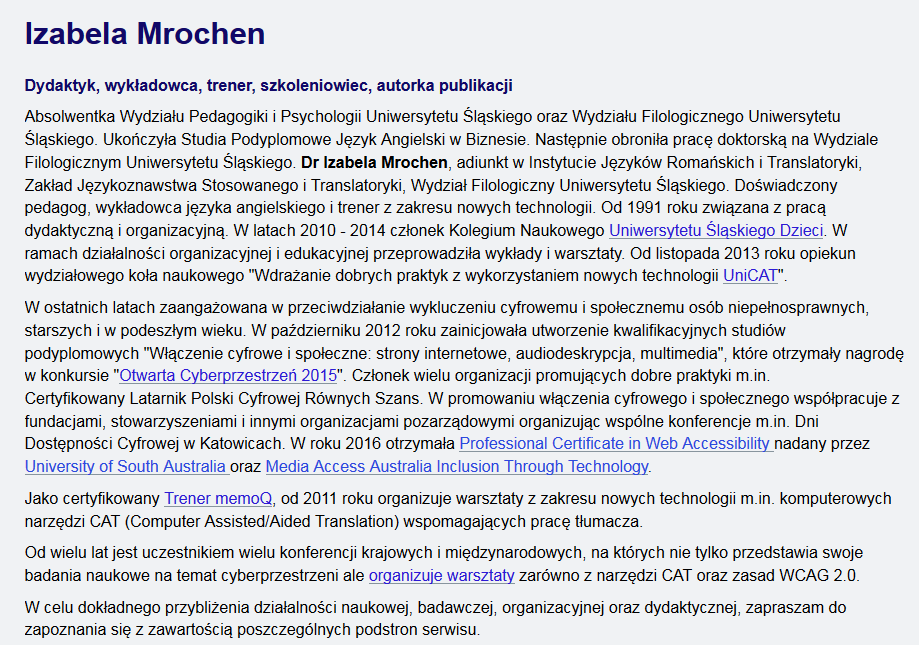 Izabela Mrochen
Dydaktyk, wykładowca, trener, szkoleniowiec, autorka publikacji
Absolwentka Wydziału Pedagogiki i Psychologii Uniwersytetu Śląskiego oraz Wydziału Filologicznego Uniwersytetu
Śląskiego. Ukończyła Studia Podyplomowe Język Angielski w Biznesie. Następnie obroniła pracę doktorską na Wydziale
Filologicznym Uniwersytetu Śląskiego. Dr Izabela Mrochen, adiunkt w Instytucie Języków Romańskich i Translatoryki,
Zakład Językoznawstwa Stosowanego i Translatoryki, Wydział Filologiczny Uniwersytetu Śląskiego. Doświadczony
pedagog, wykładowca języka angielskiego i trener z zakresu nowych technologii. Od 1991 roku związana z pracą
dydaktyczną i organizacyjną. W latach 2010 - 2014 członek Kolegium Naukowego Uniwersytetu Śląskiego Dzieci. W
ramach działalności organizacyjnej i edukacyjnej przeprowadziła wykłady i warsztaty. Od listopada 2013 roku opiekun
wydziałowego koła naukowego "Wdrażanie dobrych praktyk z wykorzystaniem nowych technologii UniCAT".
W ostatnich latach zaangażowana w przeciwdziałanie wykluczeniu cyfrowemu i społecznemu osób niepełnosprawnych,
starszych i w podeszłym wieku. W październiku 2012 roku zainicjowała utworzenie kwalifikacyjnych studiów
podyplomowych "Włączenie cyfrowe i społeczne: strony internetowe, audiodeskrypcja, multimedia", które otrzymały nagrodę
w konkursie "Otwarta Cyberprzestrzeń 2015". Członek wielu organizacji promujących dobre praktyki m.in.
Certyfikowany Latarnik Polski Cyfrowej Równych Szans. W promowaniu włączenia cyfrowego i społecznego współpracuje z
fundacjami, stowarzyszeniami i innymi organizacjami pozarządowymi organizując wspólne konferencje m.in. Dni
Dostępności Cyfrowej w Katowicach. W roku 2016 otrzymała Professional Certificate in Web Accessibility nadany przez
University of South Australia oraz Media Access Australia Inclusion Through Technology.
Jako certyfikowany Trener memoQ, od 2011 roku organizuje warsztaty z zakresu nowych technologii m.in. komputerowych
narzędzi CAT (Computer Assisted/Aided Translation) wspomagających pracę tłumacza.
Od wielu lat jest uczestnikiem wielu konferencji krajowych i międzynarodowych, na których nie tylko przedstawia swoje
badania naukowe na temat cyberprzestrzeni ale organizuje warsztaty zarówno z narzędzi CAT oraz zasad WCAG 2.0.
W celu dokładnego przybliżenia działalności naukowej, badawczej, organizacyjnej oraz dydaktycznej, zapraszam do
zapoznania się z zawartością poszczególnych podstron serwisu.